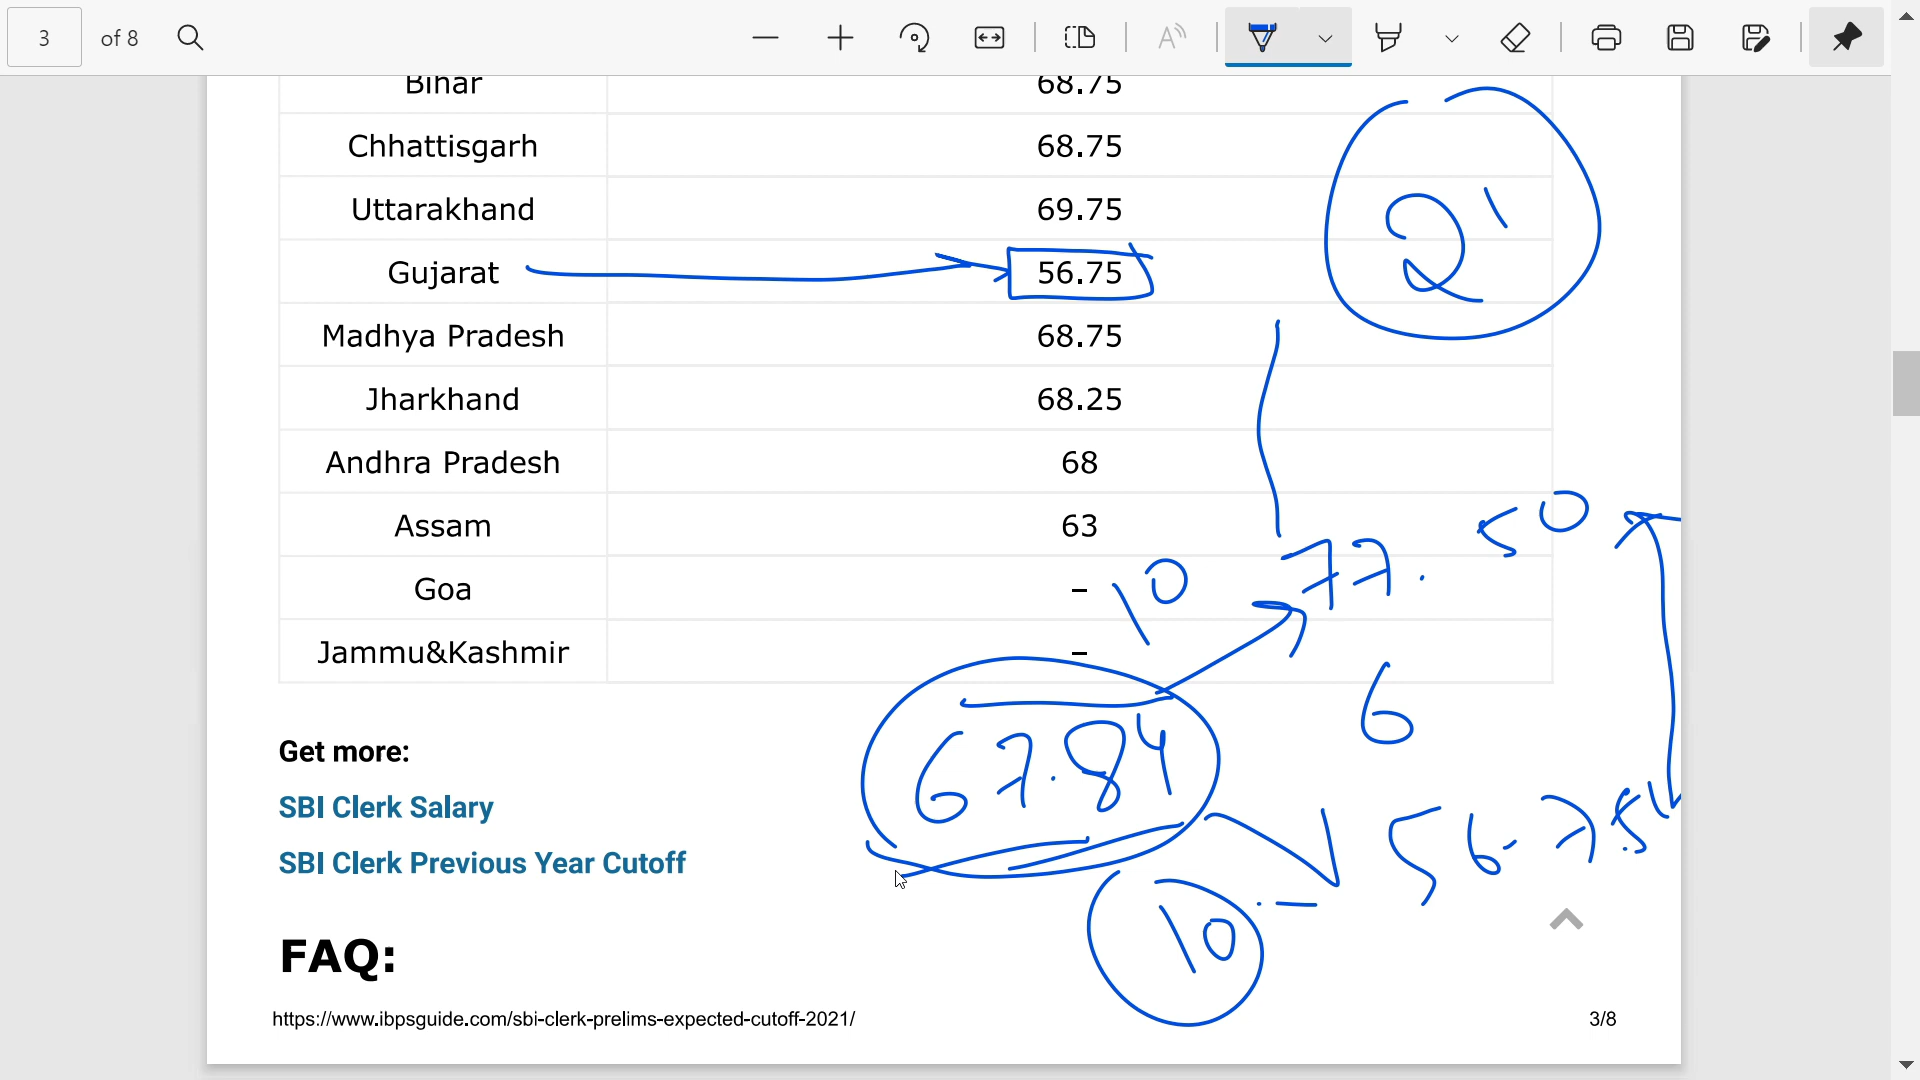 3 of 8
Bihar 68.75
Chhattisgarh 68.75
Uttarakhand 69.75
21
Gujarat 56.75
Madhya Pradesh 68.75
Jharkhand 68.25
Andhra Pradesh 68
Assam 63
77.50
Goa –
10
Jammu&Kashmir –
6
67.84
Get more:
SBI Clerk Salary
56.75
SBI Clerk Previous Year Cutoff
10.
FAQ:
https://www.ibpsguide.com/sbi-clerk-prelims-expected-cutoff-2021/ 3/8